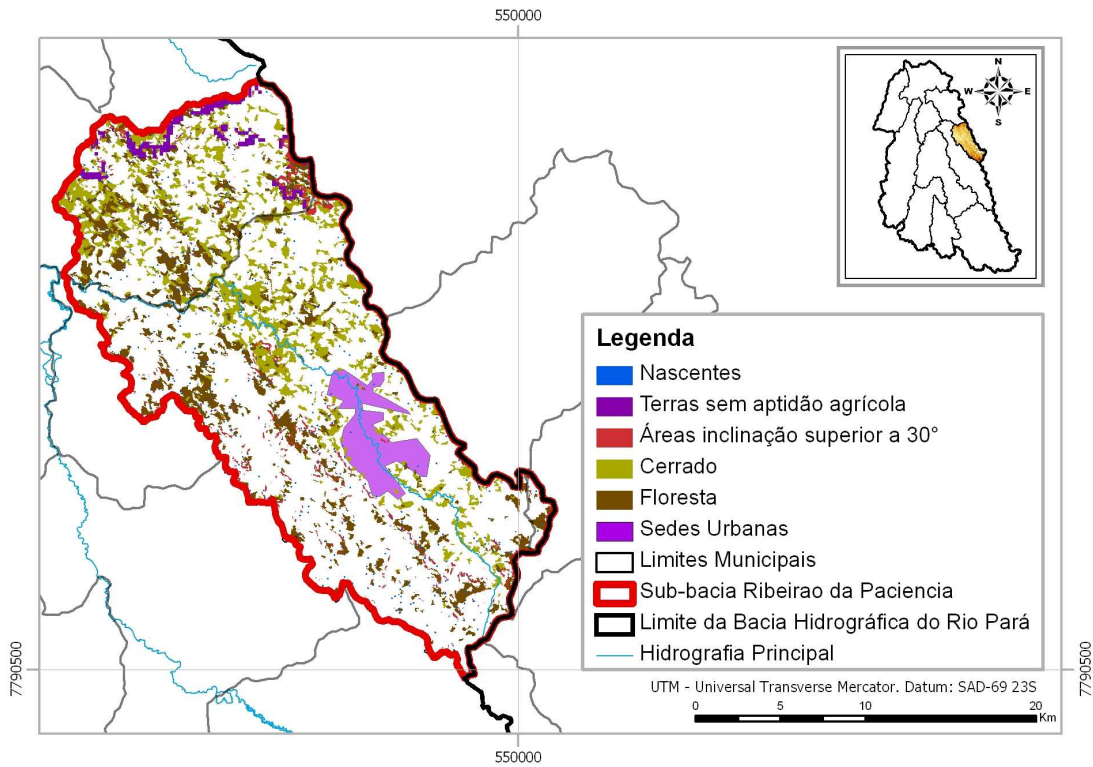 550000
N
W
E
S
Legenda
Nascentes
Terras sem aptidão agrícola
Áreas inclinação superior a 30°
Cerrado
Floresta
Sedes Urbanas
Limites Municipais
Sub-bacia Ribeirao da Paciencia
Limite da Bacia Hidrográfica do Rio Pará
Hidrografia Principal
7790500
7790500
UTM - Universal Transverse Mercator. Datum: SAD-69 23S
0 5 10 20
Km
550000